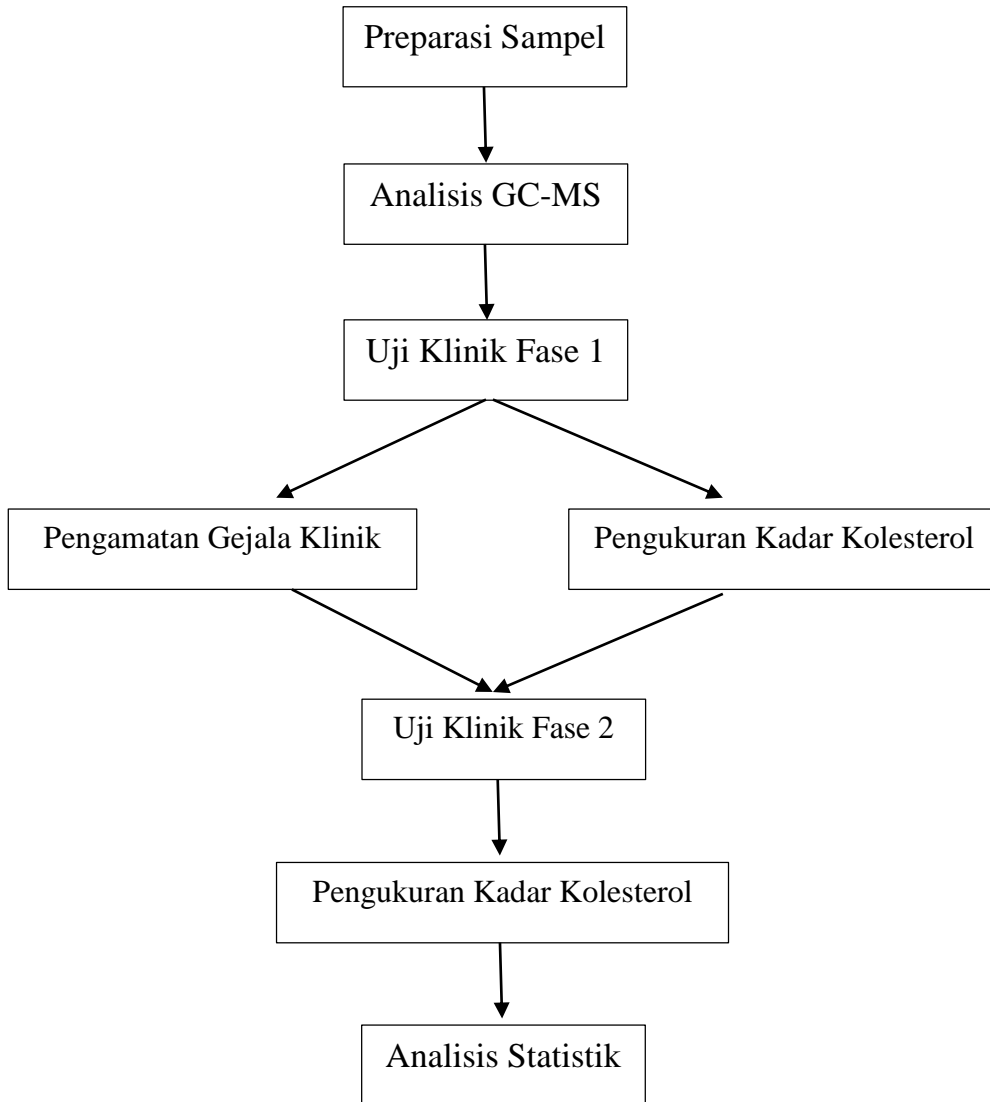 Preparasi Sampel
Analisis GC-MS
Uji Klinik Fase 1
Pengamatan Gejala Klinik
Pengukuran Kadar Kolesterol
Uji Klinik Fase 2
Pengukuran Kadar Kolesterol
Analisis Statistik